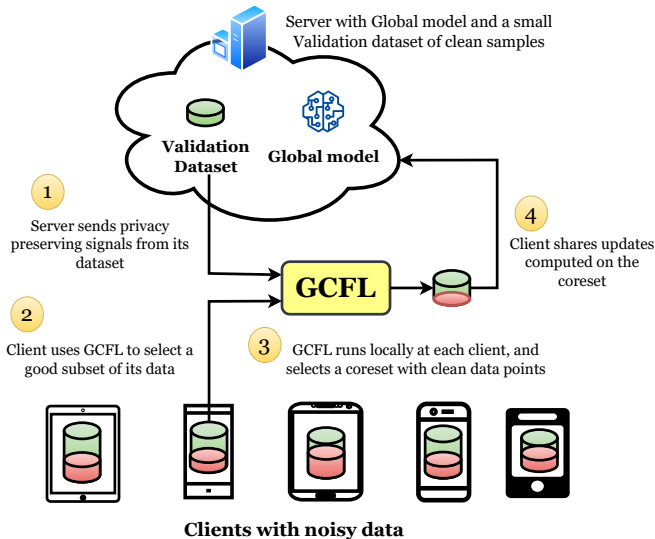 Server with Global model and a small
Validation dataset of clean samples
Validation
Dataset
Global model
1
Server sends privacy
preserving signals from its
dataset
4
Client shares updates
computed on the
coreset
GCFL
2
Client uses GCFL to select a
good subset of its data
3
GCFL runs locally at each client, and
selects a coreset with clean data points
Clients with noisy data